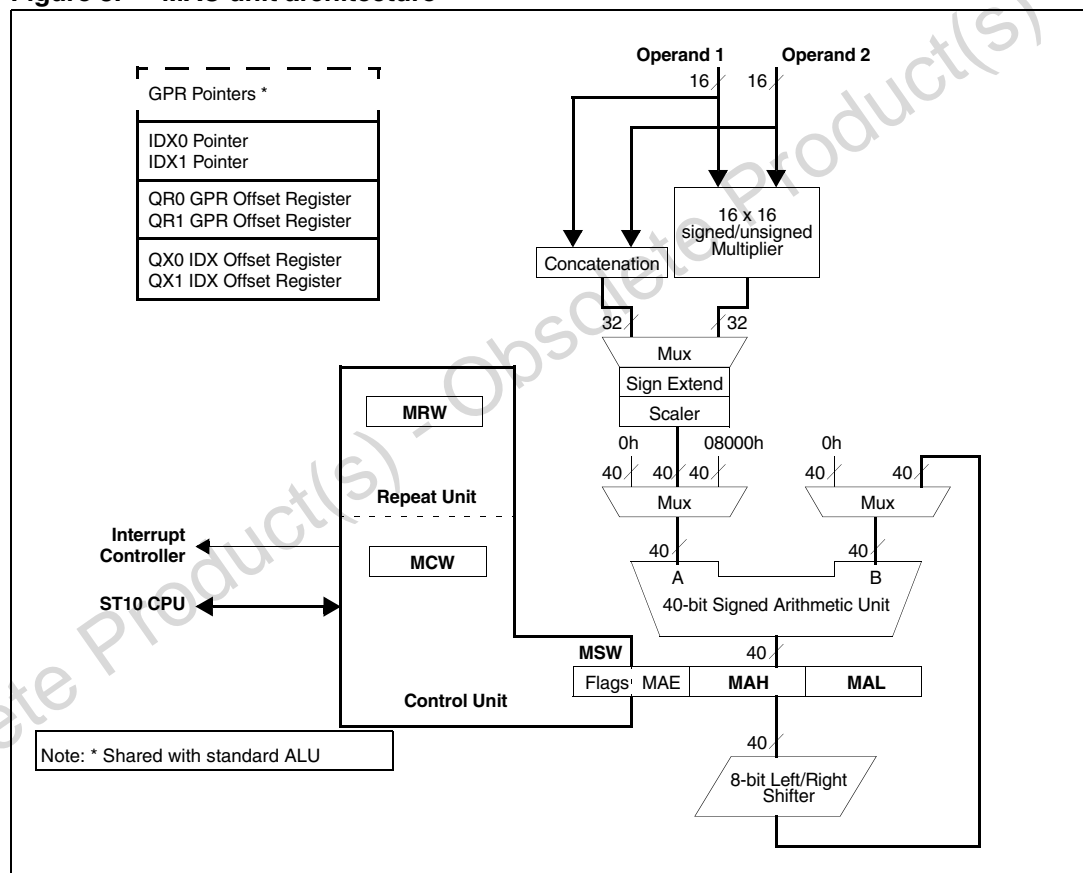 Operand 1 Operand 2
16 16
GPR Pointers *
IDX0 Pointer
IDX1 Pointer
QR0 GPR Offset Register
QR1 GPR Offset Register
QX0 IDX Offset Register
QX1 IDX Offset Register
16 x 16
signed/unsigned
Multiplier
Concatenation
32 32
Mux
Sign Extend
Scaler
0h 08000h 0h
40 40 40 40 40
Mux Mux
40 40
A B
40-bit Signed Arithmetic Unit
40
MRW
Repeat Unit
Interrupt
Controller
MCW
ST10 CPU
MSW
Flags MAE MAH MAL
Control Unit
40
8-bit Left/Right
Shifter
Note: * Shared with standard ALU
Obsolete Product(s)
ete Product(s) -